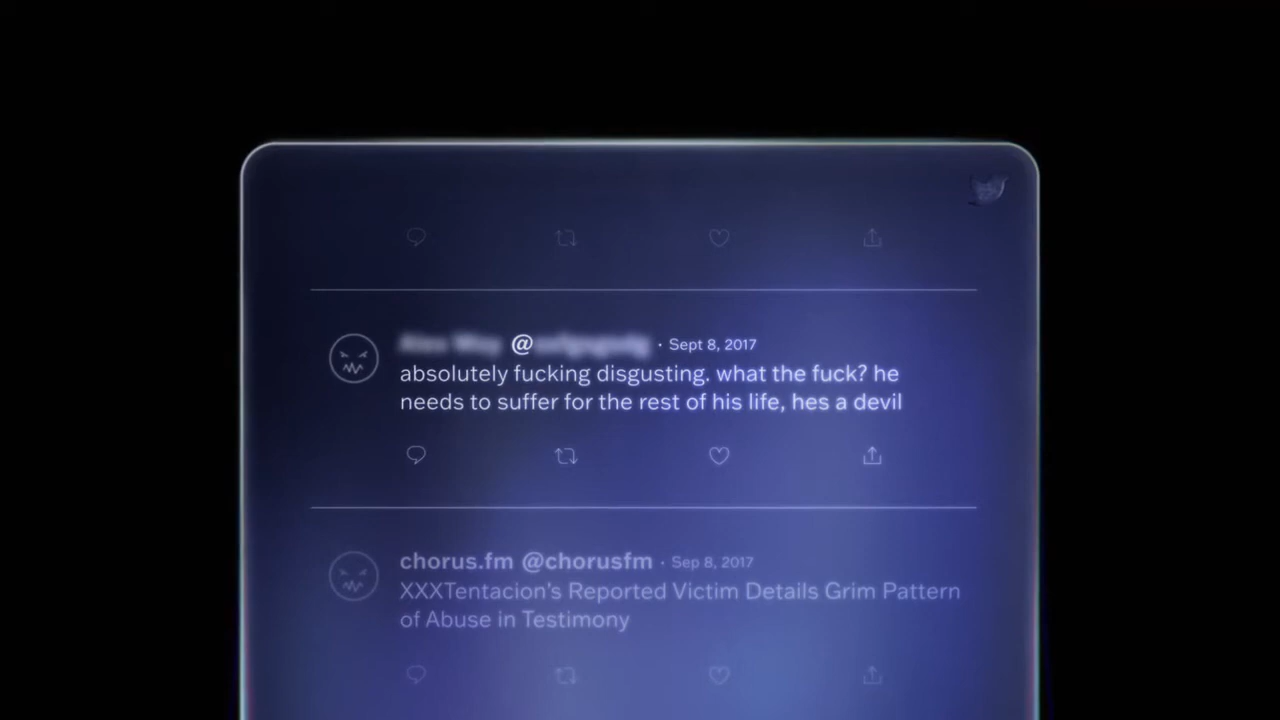 @ · Sept 8, 2017
absolutely fucking disgusting. what the fuck? he
needs to suffer for the rest of his life, hes a devil
chorus.fm @chorusfm · Sep 8, 2017
XXXTentacion's Reported Victim Details Grim Pattern
of Abuse in Testimony